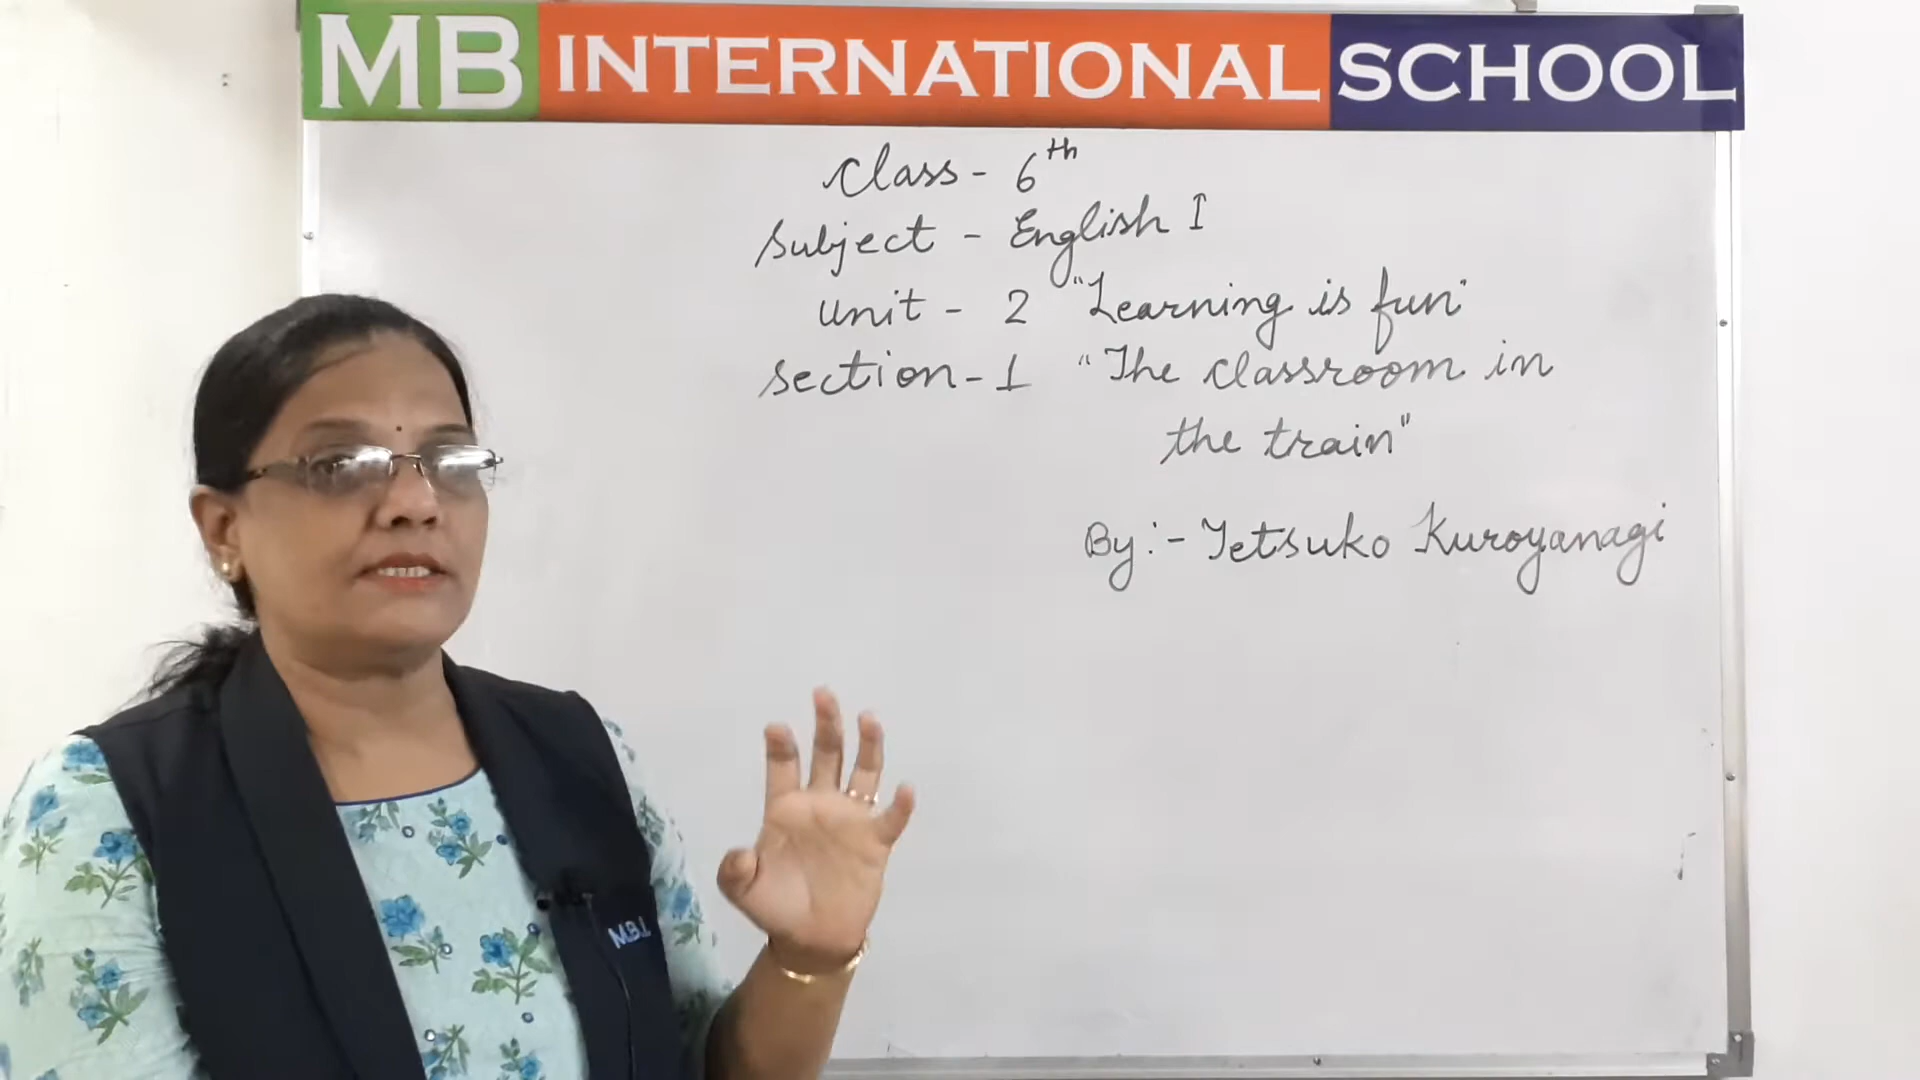 MB INTERNATIONAL SCHOOL
Class - 6th
Subject - English I
Unit - 2 "Learning is fun"
Section - 1 "The classroom in
the train"
By :- Tetsuko Kuroyanagi
M.B.I.